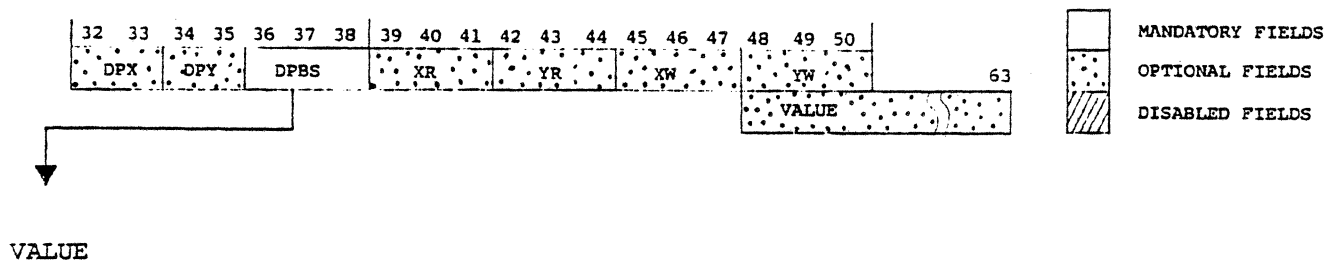 32 33 34 35 36 37 38 39 40 41 42 43 44 45 46 47 48 49 50
DPX DPY DPBS XR YR XW YW
63
VALUE
MANDATORY FIELDS
OPTIONAL FIELDS
DISABLED FIELDS
VALUE